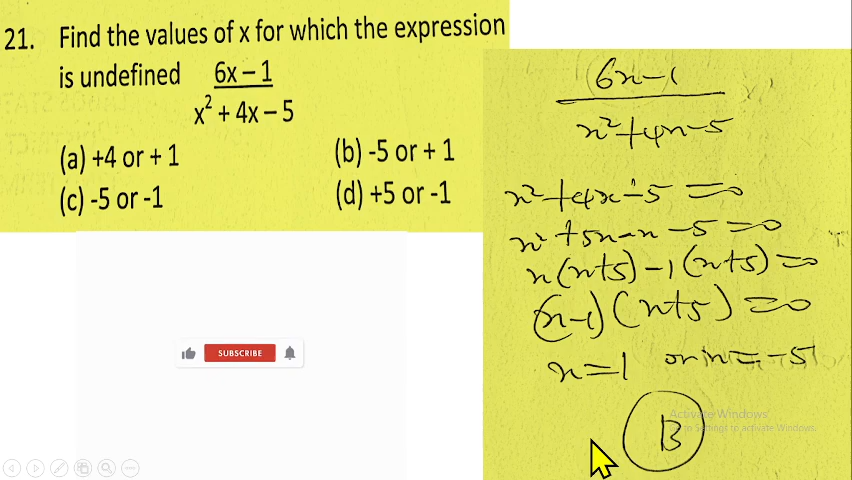 21. Find the values of x for which the expression
is undefined 6x – 1
x² + 4x – 5
(a) +4 or + 1 (b) -5 or + 1
(c) -5 or -1 (d) +5 or -1
SUBSCRIBE
6x-1
x²+4x-5
x²+4x-5=0
x²+5x-x-5=0
x(x+5)-1(x+5)=0
(x-1)(x+5)=0
x=1 or x=-5
B
Activate Windows
to Settings to activate Windows.